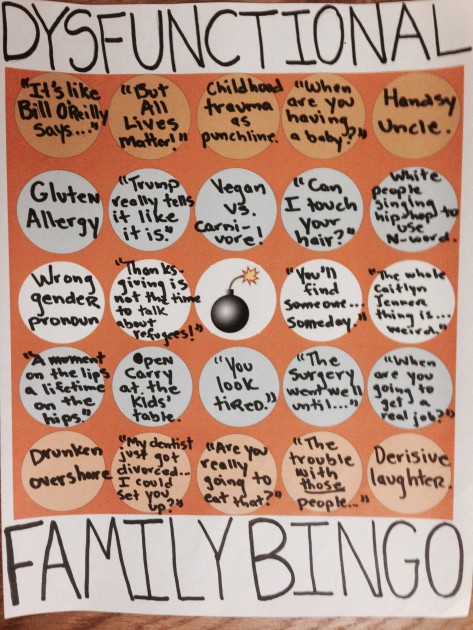 DYSFUNCTIONAL
"It's like
Bill O'Reilly
says..."
"But
All
Lives
Matter!"
Childhood
trauma
as
punchline.
"When
are you
having
a baby?"
Handsy
Uncle.
Gluten
Allergy
"Trump
really tells
it like
it is."
Vegan
vs.
Carni-
vore!
"Can
I touch
your
hair?"
White
people
singing
hip hop to
use
N-word.
Wrong
gender
pronoun
"Thanks-
giving is
not the time
to talk
about
refugees!"
"You'll
find
someone...
Someday."
"The whole
Caitlyn
Jenner
thing is...
weird."
"A moment
on the lips
a lifetime
on the
hips."
Open
Carry
at the
Kids'
table.
"You
look
tired."
"The
Surgery
went well
until..."
"When
are you
going to
get a
real job?"
Drunken
overshare
"My dentist
just got
divorced...
I could
set you
up?"
"Are you
really
going to
eat that?"
"The
trouble
with
those
people..."
Derisive
laughter.
FAMILY BINGO